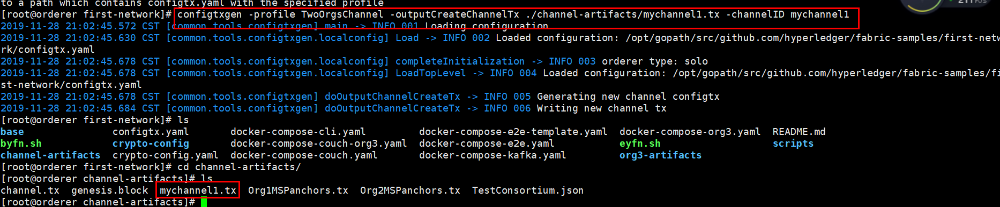 to a path which contains configtx.yaml with the specified profile
[root@orderer first-network]# configtxgen -profile TwoOrgsChannel -outputCreateChannelTx ./channel-artifacts/mychannel1.tx -channelID mychannel1
2019-11-28 21:02:45.572 CST [common.tools.configtxgen] main -> INFO 001 Loading configuration
2019-11-28 21:02:45.630 CST [common.tools.configtxgen.localconfig] Load -> INFO 002 Loaded configuration: /opt/gopath/src/github.com/hyperledger/fabric-samples/first-netwo
rk/configtx.yaml
2019-11-28 21:02:45.678 CST [common.tools.configtxgen.localconfig] completeInitialization -> INFO 003 orderer type: solo
2019-11-28 21:02:45.678 CST [common.tools.configtxgen.localconfig] LoadTopLevel -> INFO 004 Loaded configuration: /opt/gopath/src/github.com/hyperledger/fabric-samples/fi
st-network/configtx.yaml
2019-11-28 21:02:45.678 CST [common.tools.configtxgen] doOutputChannelCreateTx -> INFO 005 Generating new channel configtx
2019-11-28 21:02:45.684 CST [common.tools.configtxgen] doOutputChannelCreateTx -> INFO 006 Writing new channel tx
[root@orderer first-network]# ls
base configtx.yaml docker-compose-cli.yaml docker-compose-e2e-template.yaml docker-compose-org3.yaml README.md
byfn.sh crypto-config docker-compose-couch-org3.yaml docker-compose-e2e.yaml eyfn.sh scripts
channel-artifacts crypto-config.yaml docker-compose-couch.yaml docker-compose-kafka.yaml org3-artifacts
[root@orderer first-network]# cd channel-artifacts/
[root@orderer channel-artifacts]# ls
channel.tx genesis.block mychannel1.tx Org1MSPanchors.tx Org2MSPanchors.tx TestConsortium.json
[root@orderer channel-artifacts]#